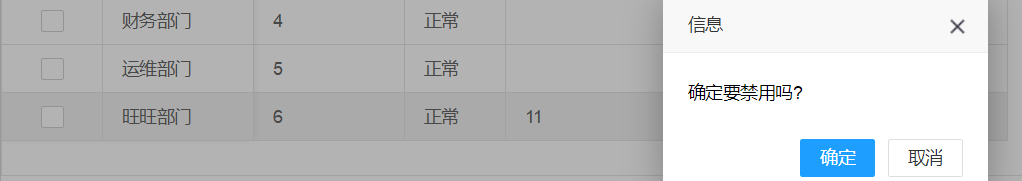 财务部门 4 正常
运维部门 5 正常
旺旺部门 6 正常 11
信息
确定要禁用吗?
确定 取消